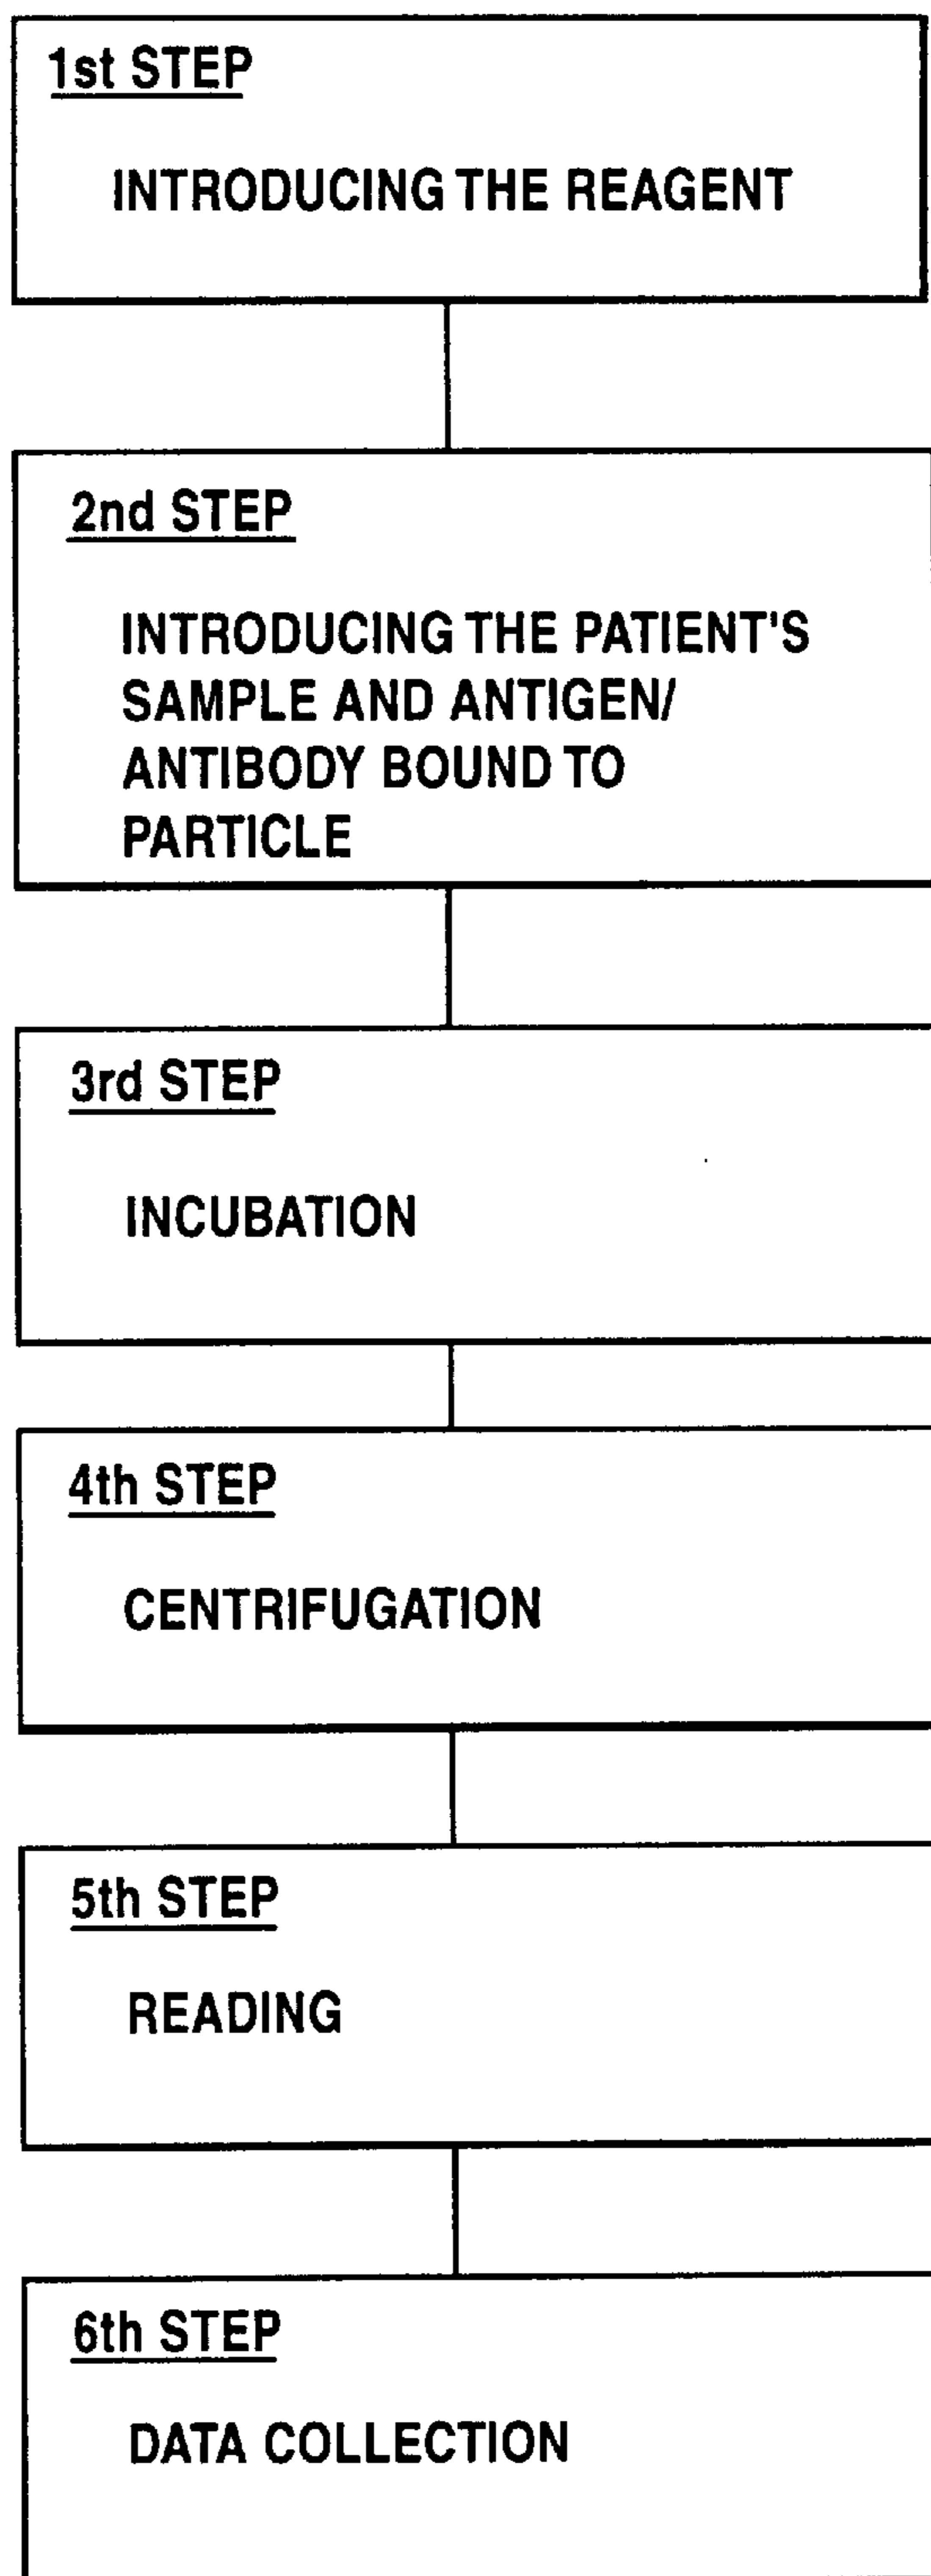 1st STEP
INTRODUCING THE REAGENT
2nd STEP
INTRODUCING THE PATIENT'S
SAMPLE AND ANTIGEN/
ANTIBODY BOUND TO
PARTICLE
3rd STEP
INCUBATION
4th STEP
CENTRIFUGATION
5th STEP
READING
6th STEP
DATA COLLECTION